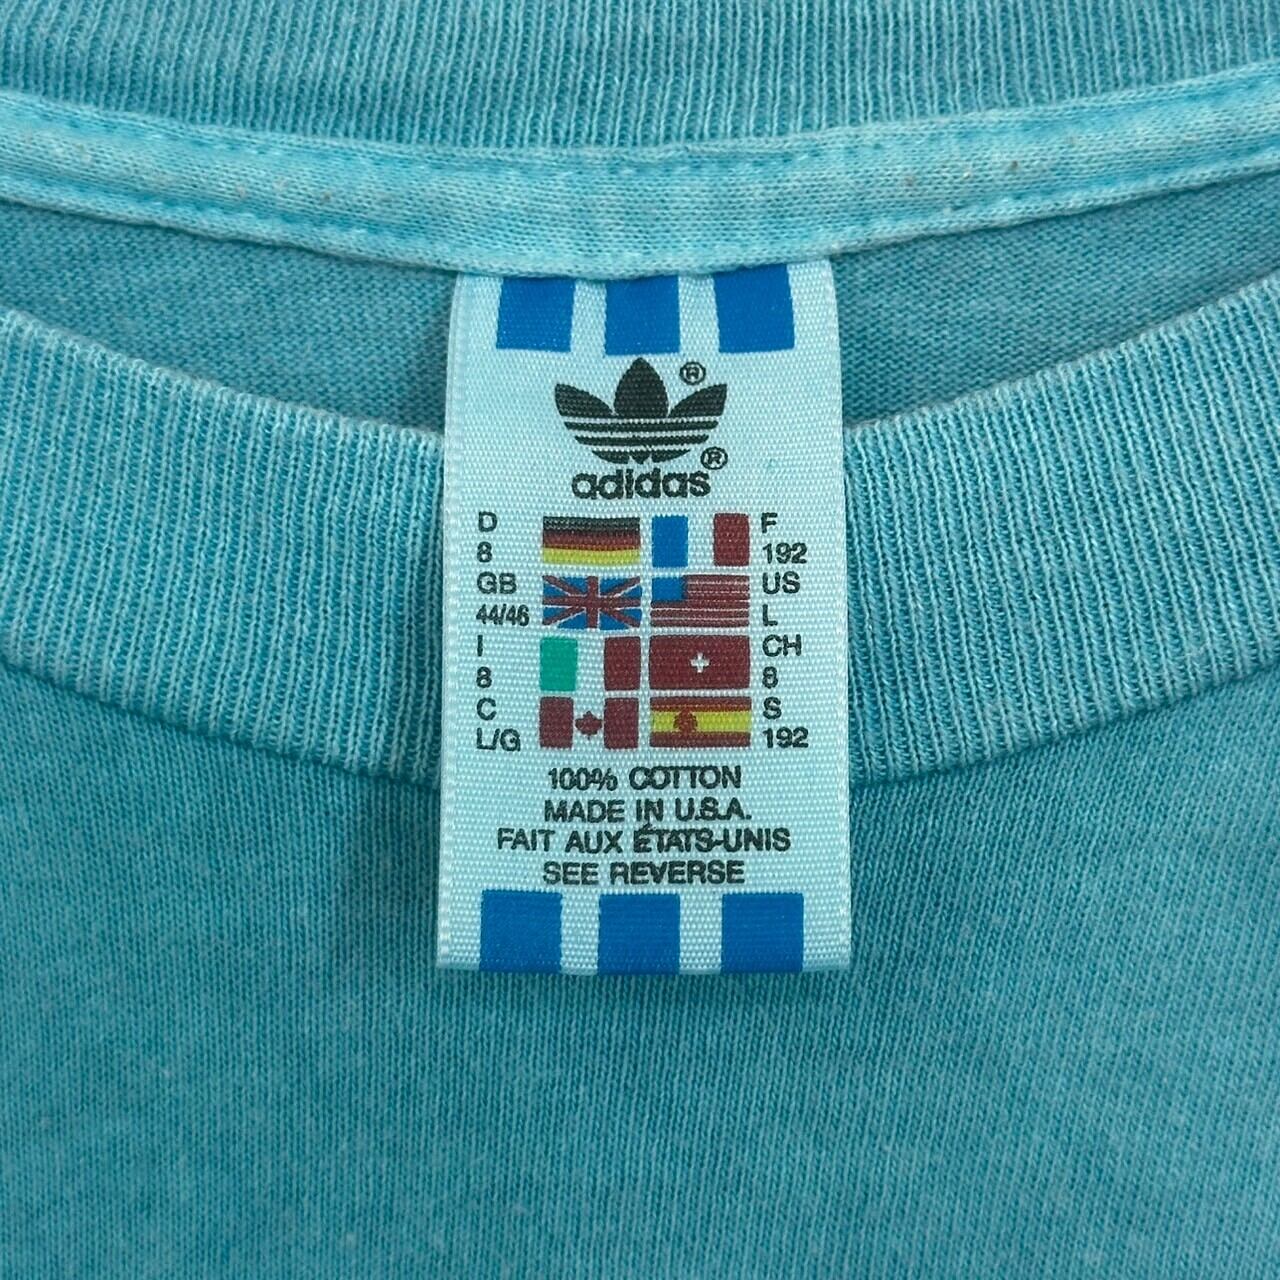 ®
adidas®
D F
8 192
GB US
44/46 L
I CH
8 8
C S
L/G 192
100% COTTON
MADE IN U.S.A.
FAIT AUX ÉTATS-UNIS
SEE REVERSE